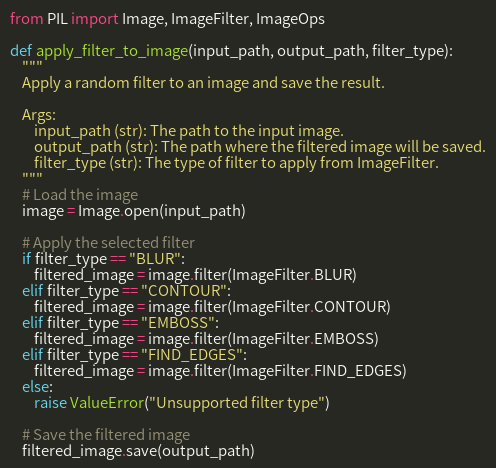 from PIL import Image, ImageFilter, ImageOps

def apply_filter_to_image(input_path, output_path, filter_type):
    """
    Apply a random filter to an image and save the result.

    Args:
        input_path (str): The path to the input image.
        output_path (str): The path where the filtered image will be saved.
        filter_type (str): The type of filter to apply from ImageFilter.
    """
    # Load the image
    image = Image.open(input_path)

    # Apply the selected filter
    if filter_type == "BLUR":
        filtered_image = image.filter(ImageFilter.BLUR)
    elif filter_type == "CONTOUR":
        filtered_image = image.filter(ImageFilter.CONTOUR)
    elif filter_type == "EMBOSS":
        filtered_image = image.filter(ImageFilter.EMBOSS)
    elif filter_type == "FIND_EDGES":
        filtered_image = image.filter(ImageFilter.FIND_EDGES)
    else:
        raise ValueError("Unsupported filter type")

    # Save the filtered image
    filtered_image.save(output_path)